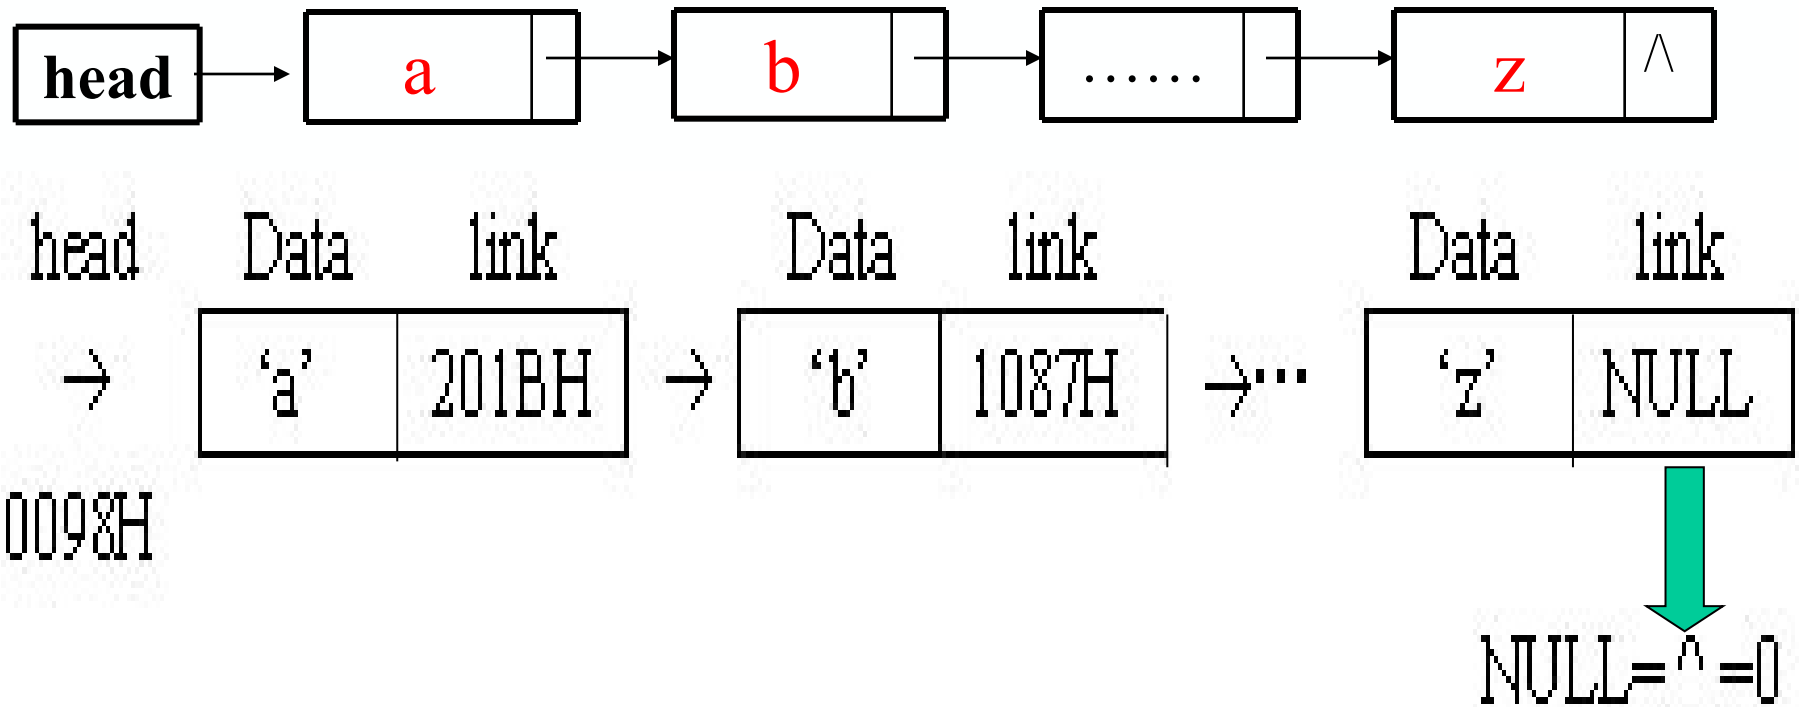 head a b …… z ^
head Data link Data link Data link
→ ‘a’ 201BH → ‘b’ 1087H →… ‘z’ NULL
0098H
NULL=^=0